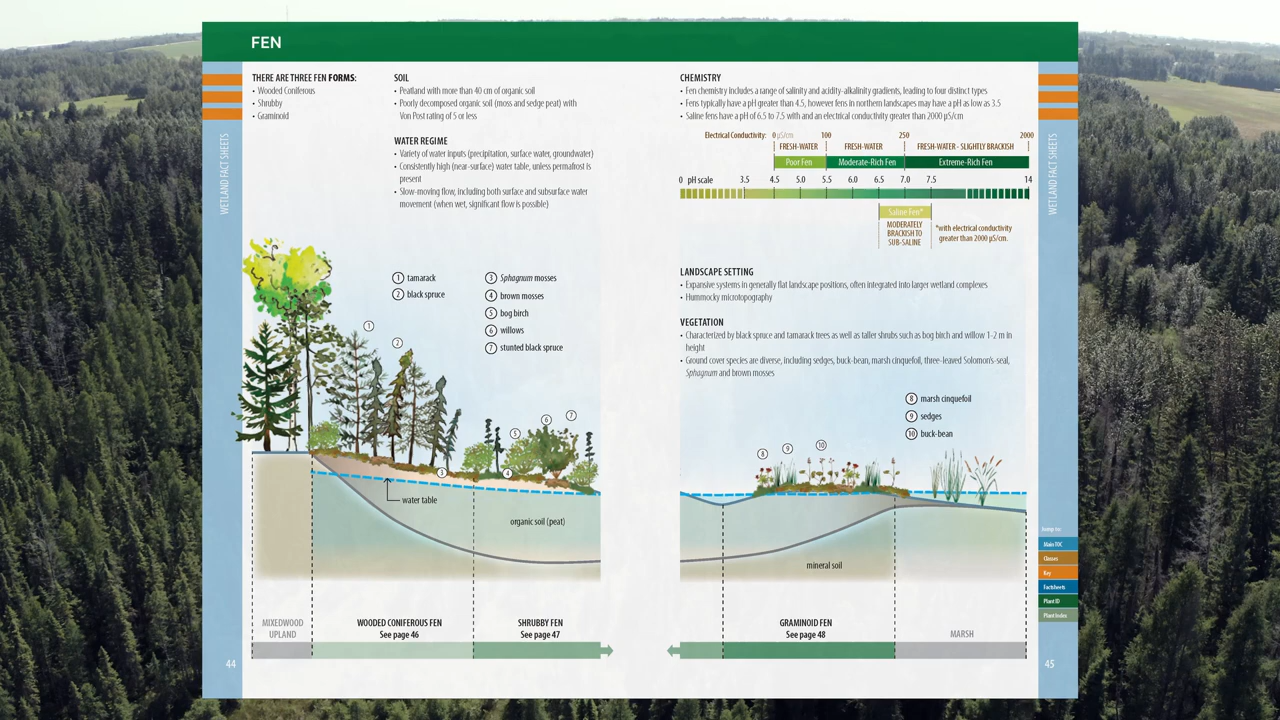 FEN
THERE ARE THREE FEN FORMS:
• Wooded Coniferous
• Shrubby
• Graminoid
SOIL
• Peatland with more than 40 cm of organic soil
• Poorly decomposed organic soil (moss and sedge peat) with
Von Post rating of 5 or less
WATER REGIME
• Variety of water inputs (precipitation, surface water, groundwater)
• Consistently high (near-surface) water table, unless permafrost is
present
• Slow-moving flow, including both surface and subsurface water
movement (when wet, significant flow is possible)
WETLAND FACT SHEETS
① tamarack
② black spruce
③ Sphagnum mosses
④ brown mosses
⑤ bog birch
⑥ willows
⑦ stunted black spruce
①
②
③
④
⑤
⑥
⑦
water table
organic soil (peat)
MIXEDWOOD
UPLAND
WOODED CONIFEROUS FEN
See page 46
SHRUBBY FEN
See page 47
44
CHEMISTRY
• Fen chemistry includes a range of salinity and acidity-alkalinity gradients, leading to four distinct types
• Fens typically have a pH greater than 4.5, however fens in northern landscapes may have a pH as low as 3.5
• Saline fens have a pH of 6.5 to 7.5 with and an electrical conductivity greater than 2000 µS/cm
Electrical Conductivity: 0 µS/cm 100 250 2000
FRESH-WATER FRESH-WATER FRESH-WATER - SLIGHTLY BRACKISH
Poor Fen Moderate-Rich Fen Extreme-Rich Fen
0 pH scale 3.5 4.5 5.0 5.5 6.0 6.5 7.0 7.5 14
Saline Fen*
MODERATELY
BRACKISH TO
SUB-SALINE
*with electrical conductivity
greater than 2000 µS/cm.
LANDSCAPE SETTING
• Expansive systems in generally flat landscape positions, often integrated into larger wetland complexes
• Hummocky microtopography
VEGETATION
• Characterized by black spruce and tamarack trees as well as taller shrubs such as bog birch and willow 1-2 m in
height
• Ground cover species are diverse, including sedges, buck-bean, marsh cinquefoil, three-leaved Solomon's-seal,
Sphagnum and brown mosses
⑧ marsh cinquefoil
⑨ sedges
⑩ buck-bean
⑧
⑨
⑩
mineral soil
GRAMINOID FEN
See page 48
MARSH
WETLAND FACT SHEETS
Main TOC
Classes
Key
Factsheets
Plant ID
Plant Index
45